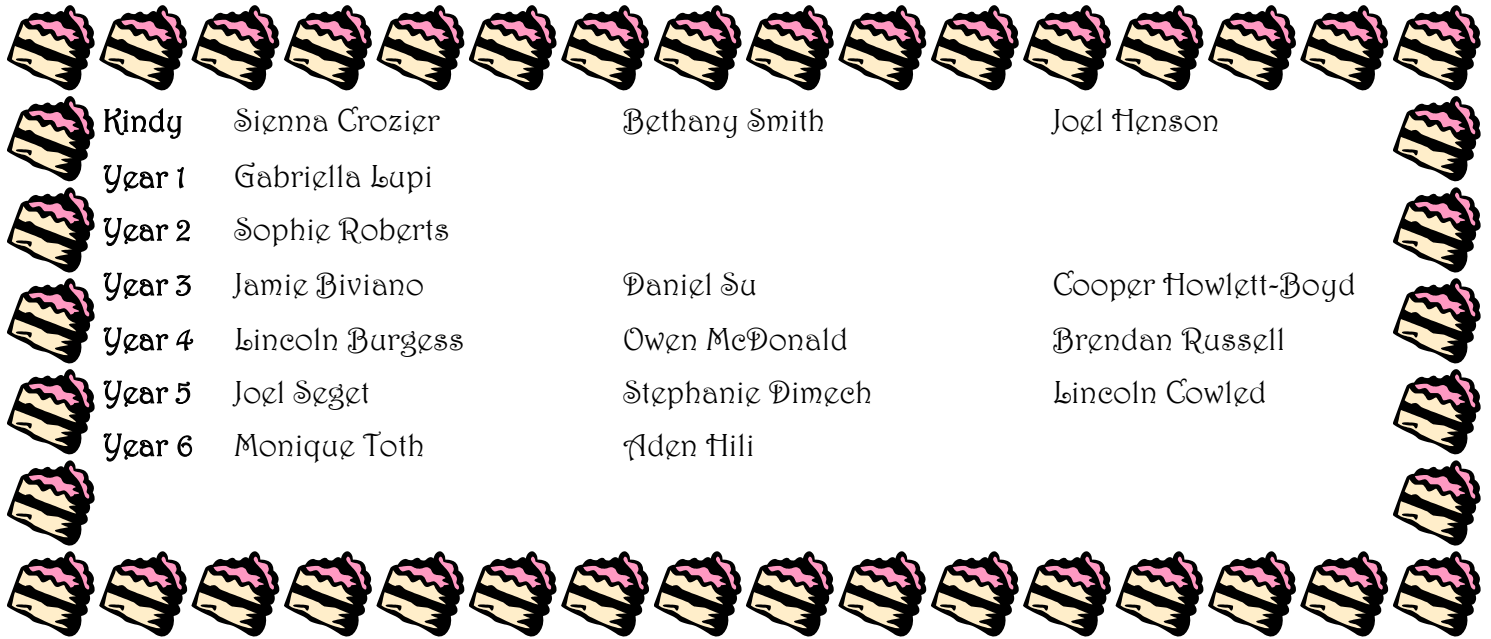 Kindy Sienna Crozier Bethany Smith Joel Henson
Year 1 Gabriella Lupi
Year 2 Sophie Roberts
Year 3 Jamie Biviano Daniel Su Cooper Howlett-Boyd
Year 4 Lincoln Burgess Owen McDonald Brendan Russell
Year 5 Joel Seget Stephanie Dimech Lincoln Cowled
Year 6 Monique Toth Aden Hili